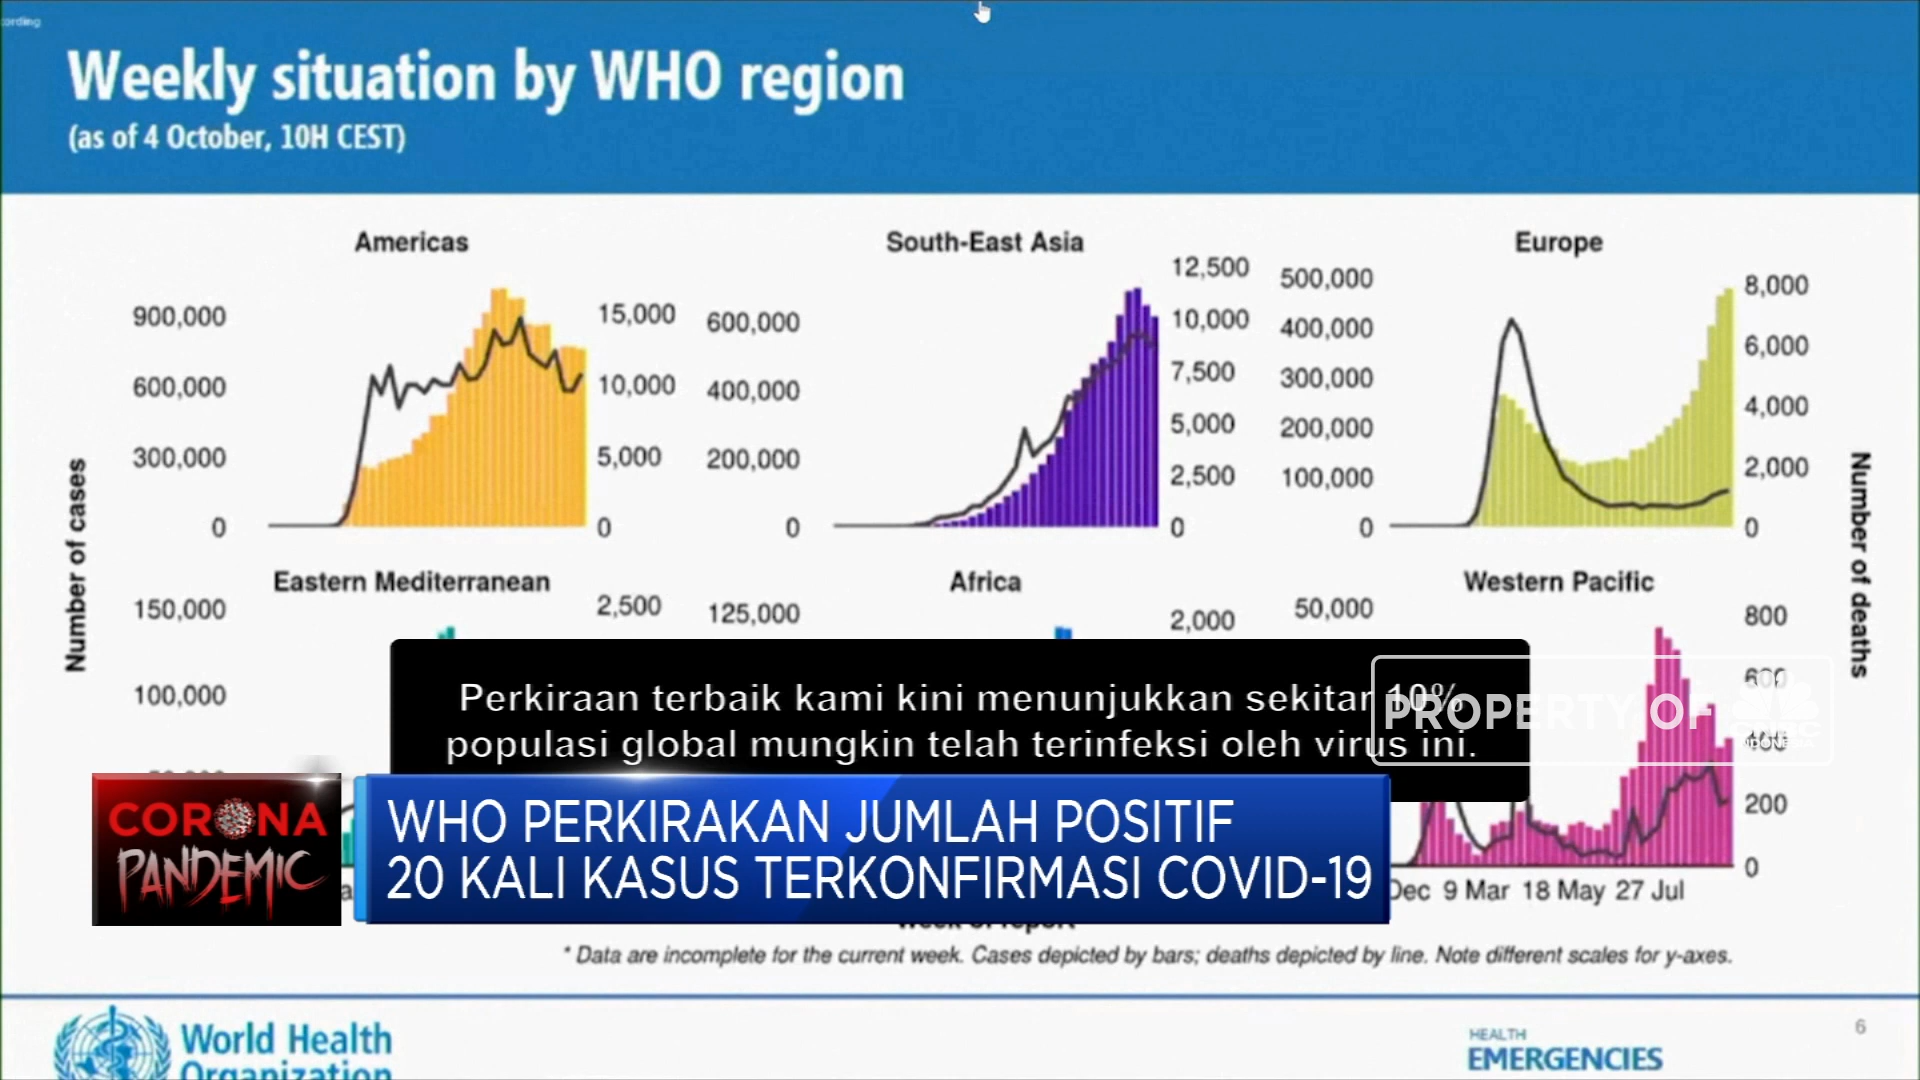 cording
Weekly situation by WHO region
(as of 4 October, 10H CEST)
Americas
South-East Asia
Europe
900,000
600,000
300,000
0
15,000
10,000
5,000
0
600,000
400,000
200,000
0
12,500
10,000
7,500
5,000
2,500
0
500,000
400,000
300,000
200,000
100,000
0
8,000
6,000
4,000
2,000
0
Number of cases
Number of deaths
Eastern Mediterranean
Africa
Western Pacific
150,000
100,000
2,500
125,000
2,000
50,000
800
600
400
200
0
Perkiraan terbaik kami kini menunjukkan sekitar 10%
populasi global mungkin telah terinfeksi oleh virus ini.
PROPERTY OF
CORONA
PANDEMIC
WHO PERKIRAKAN JUMLAH POSITIF
20 KALI KASUS TERKONFIRMASI COVID-19
Dec 9 Mar 18 May 27 Jul
Week of report
* Data are incomplete for the current week. Cases depicted by bars; deaths depicted by line. Note different scales for y-axes.
World Health
Organization
HEALTH
EMERGENCIES
6